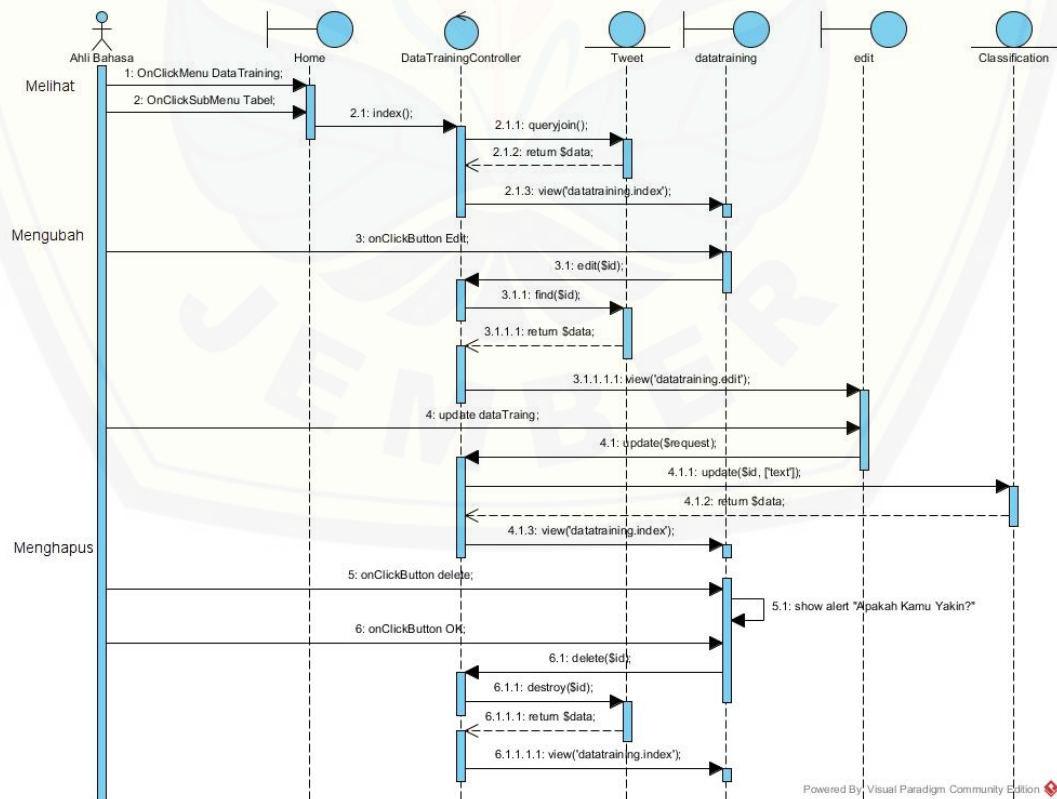 Ahli Bahasa
Home
DataTrainingController
Tweet
datatraining
edit
Classification
Melihat
1: OnClickMenu DataTraining;
2: OnClickSubMenu Tabel;
2.1: index();
2.1.1: queryjoin();
2.1.2: return $data;
2.1.3: view('datatraining.index');
Mengubah
3: onClickButton Edit;
3.1: edit($id);
3.1.1: find($id);
3.1.1.1: return $data;
3.1.1.1.1: view('datatraining.edit');
4: update dataTraing;
4.1: update($request);
4.1.1: update($id, ['text']);
4.1.2: return $data;
4.1.3: view('datatraining.index');
Menghapus
5: onClickButton delete;
5.1: show alert "Apakah Kamu Yakin?"
6: onClickButton OK;
6.1: delete($id);
6.1.1: destroy($id);
6.1.1.1: return $data;
6.1.1.1.1: view('datatraining.index');
JEMBER
Powered By Visual Paradigm Community Edition